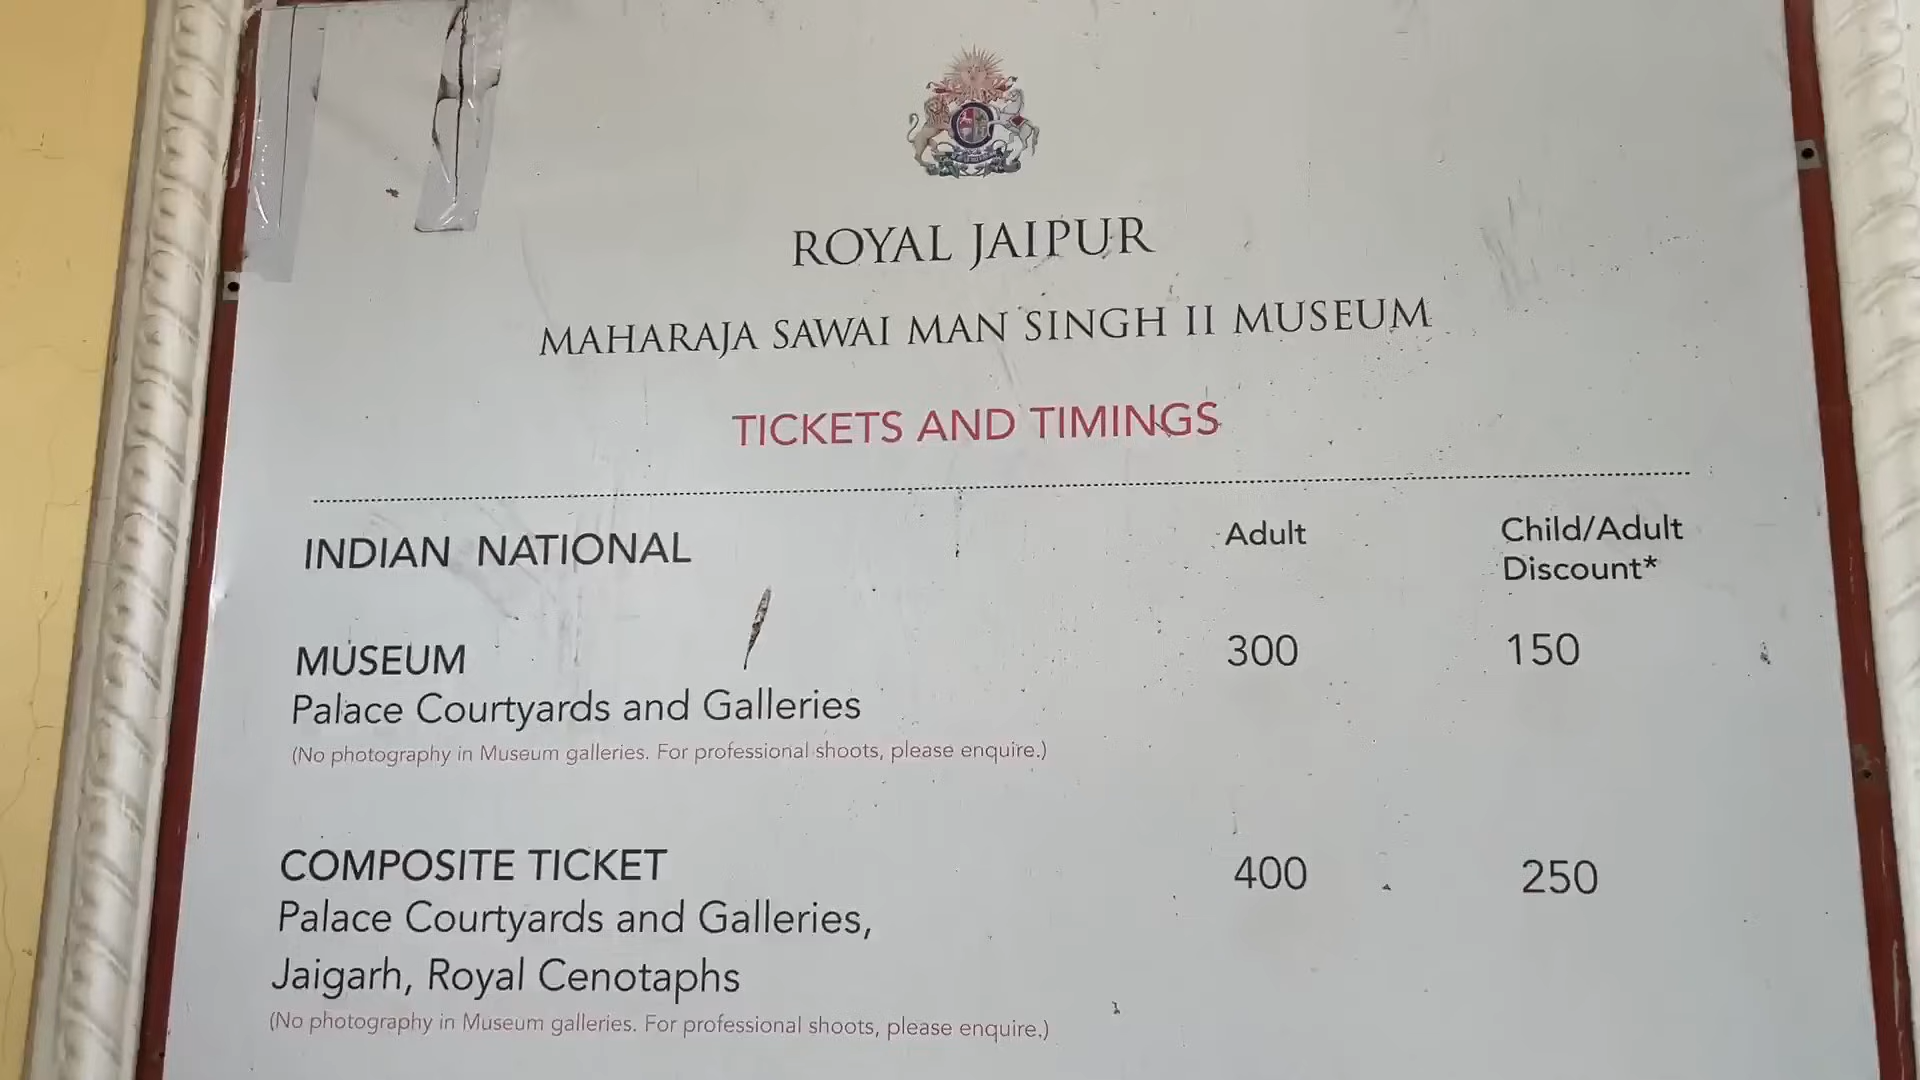 ROYAL JAIPUR
MAHARAJA SAWAI MAN SINGH II MUSEUM
TICKETS AND TIMINGS
INDIAN NATIONAL Adult Child/Adult
Discount*
MUSEUM 300 150
Palace Courtyards and Galleries
(No photography in Museum galleries. For professional shoots, please enquire.)
COMPOSITE TICKET 400 250
Palace Courtyards and Galleries,
Jaigarh, Royal Cenotaphs
(No photography in Museum galleries. For professional shoots, please enquire.)